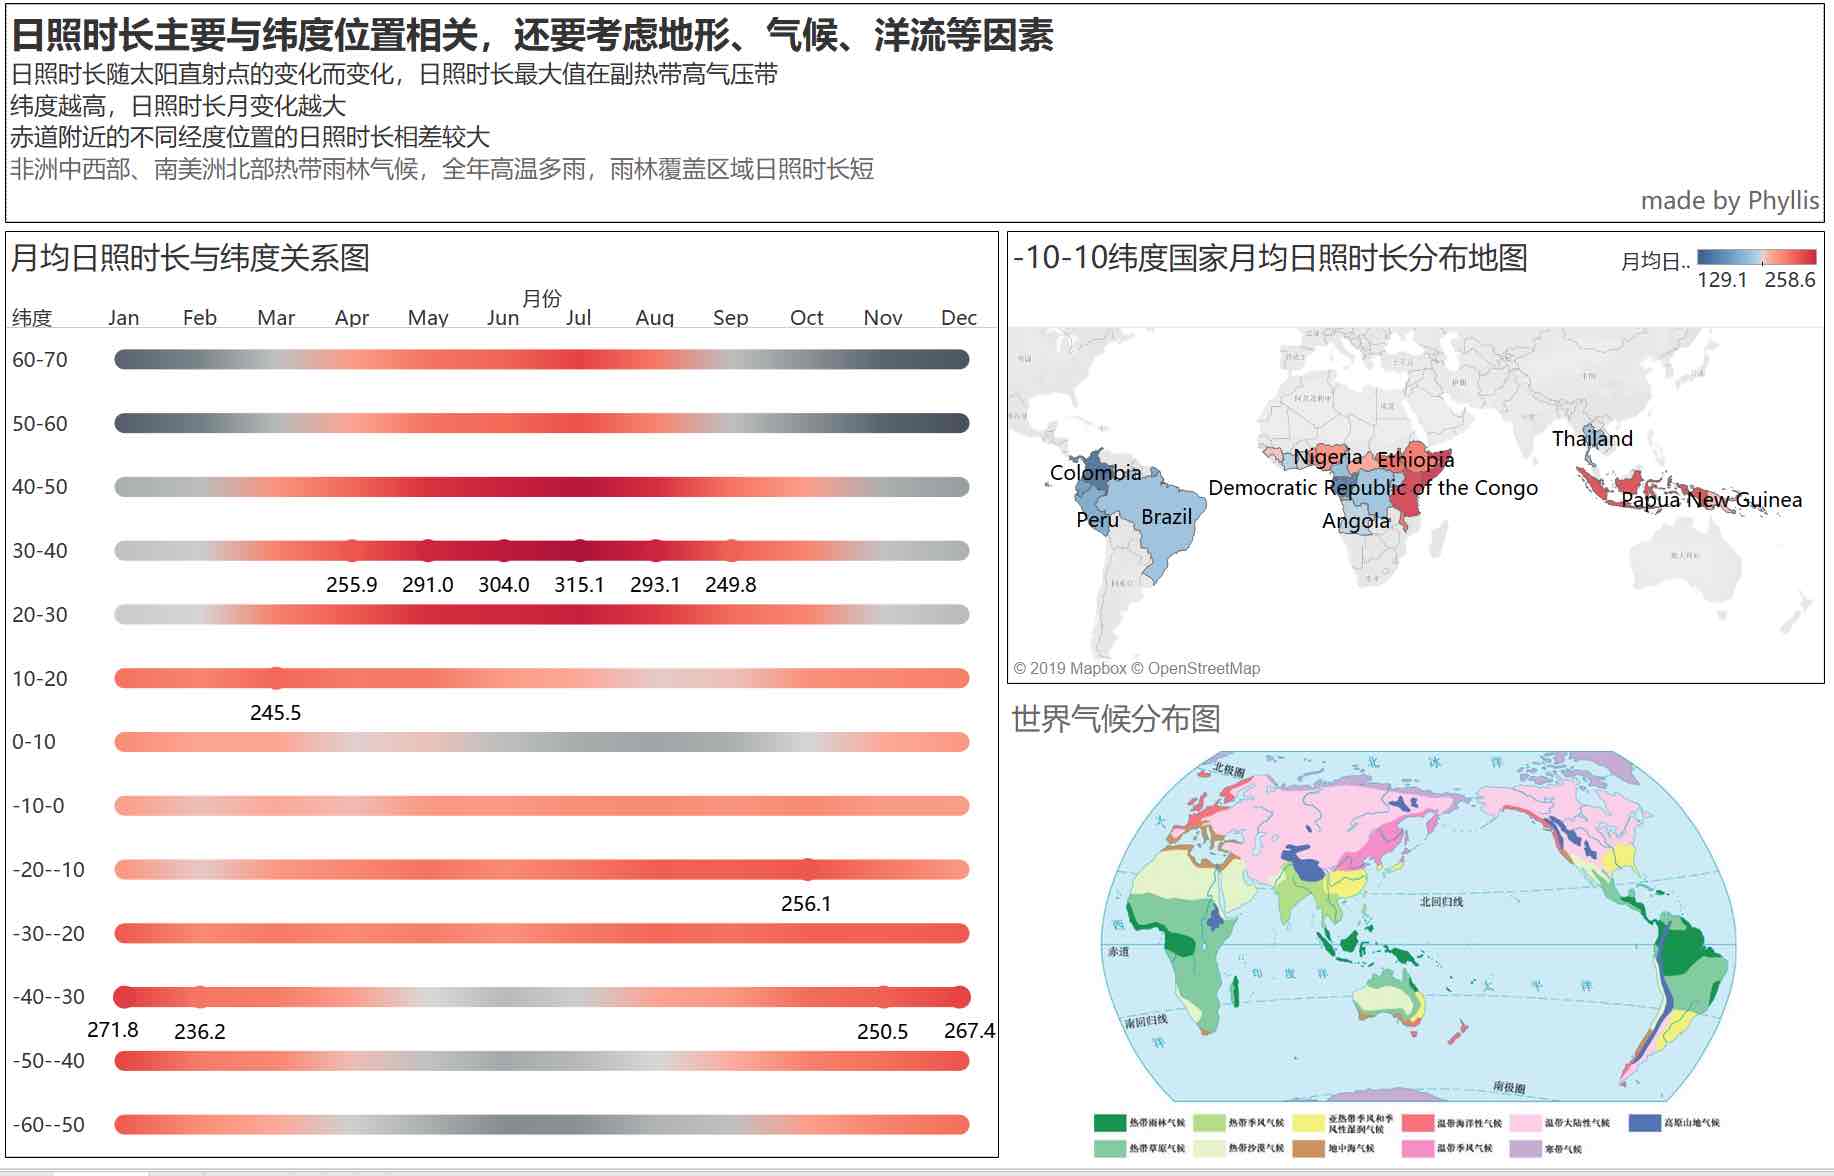 日照时长主要与纬度位置相关，还要考虑地形、气候、洋流等因素
日照时长随太阳直射点的变化而变化，日照时长最大值在副热带高气压带
纬度越高，日照时长月变化越大
赤道附近的不同经度位置的日照时长相差较大
非洲中西部、南美洲北部热带雨林气候，全年高温多雨，雨林覆盖区域日照时长短
made by Phyllis
月均日照时长与纬度关系图
月份
纬度 Jan Feb Mar Apr May Jun Jul Aug Sep Oct Nov Dec
60-70
50-60
40-50
30-40
255.9 291.0 304.0 315.1 293.1 249.8
20-30
10-20
245.5
0-10
-10-0
-20--10
256.1
-30--20
-40--30
271.8 236.2 250.5 267.4
-50--40
-60--50
-10-10纬度国家月均日照时长分布地图
月均日..
129.1 258.6
Thailand
Nigeria Ethiopia
Colombia
Democratic Republic of the Congo
Papua New Guinea
Peru Brazil Angola
© 2019 Mapbox © OpenStreetMap
世界气候分布图
北极圈
北 冰 洋
大
西
洋
北回归线
赤道
印 度 洋
太 平 洋
南回归线
南极圈
热带雨林气候 热带季风气候 亚热带季风和季风性湿润气候 温带海洋性气候 温带大陆性气候 高原山地气候
热带草原气候 热带沙漠气候 地中海气候 温带季风气候 寒带气候